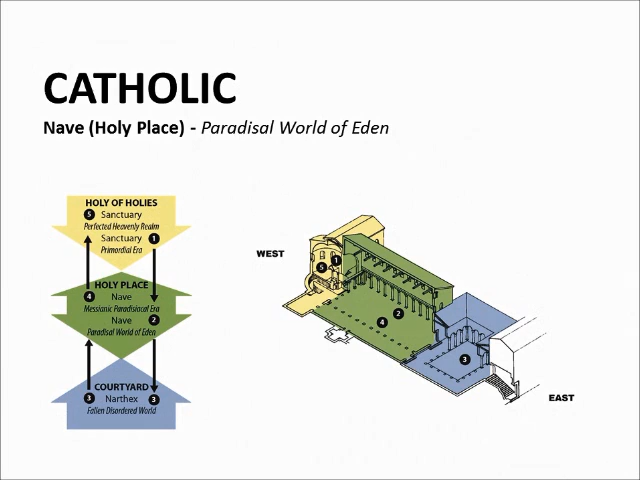 CATHOLIC
Nave (Holy Place) - Paradisal World of Eden
HOLY OF HOLIES
5 Sanctuary
Perfected Heavenly Realm
Sanctuary 1
Primordial Era
HOLY PLACE
4 Nave
Messianic Paradisiacal Era
Nave 2
Paradisal World of Eden
COURTYARD
3 Narthex 3
Fallen Disordered World
WEST
5 1
2
4
3
EAST